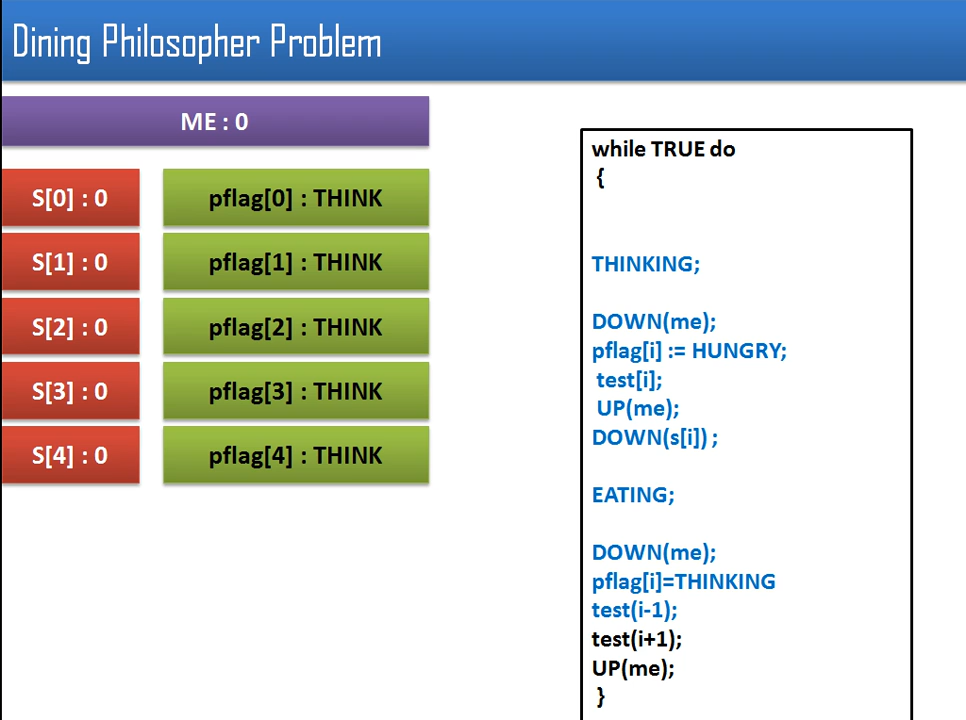 Dining Philosopher Problem
ME : 0
S[0] : 0
pflag[0] : THINK
S[1] : 0
pflag[1] : THINK
S[2] : 0
pflag[2] : THINK
S[3] : 0
pflag[3] : THINK
S[4] : 0
pflag[4] : THINK
while TRUE do
{
THINKING;
DOWN(me);
pflag[i] := HUNGRY;
test[i];
UP(me);
DOWN(s[i]) ;
EATING;
DOWN(me);
pflag[i]=THINKING
test(i-1);
test(i+1);
UP(me);
}